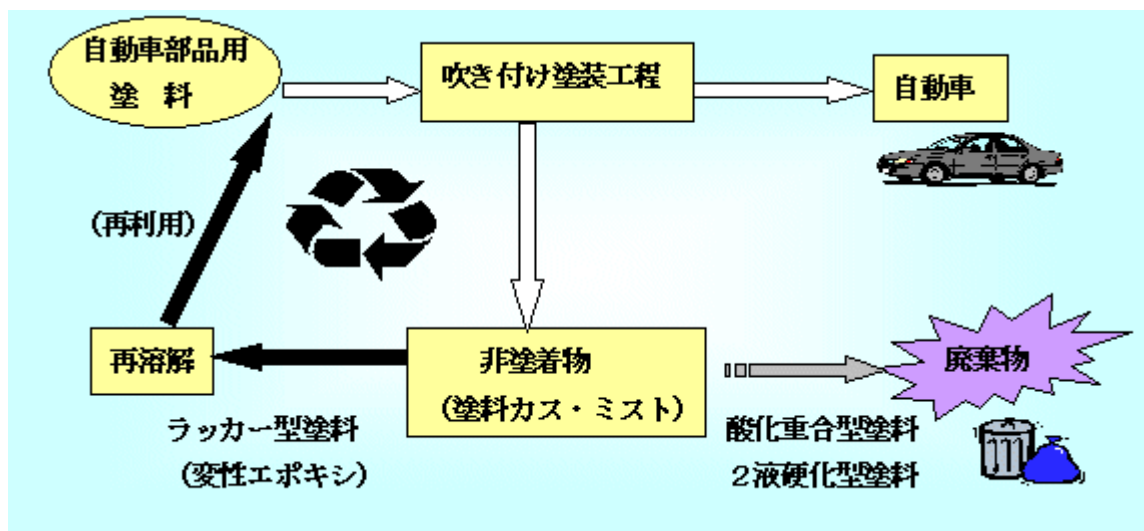 自動車部品用
塗 料
吹き付け塗装工程
自動車
(再利用)
再溶解
非塗着物
(塗料カス・ミスト)
廃棄物
ラッカー型塗料
(変性エポキシ)
酸化重合型塗料
２液硬化型塗料